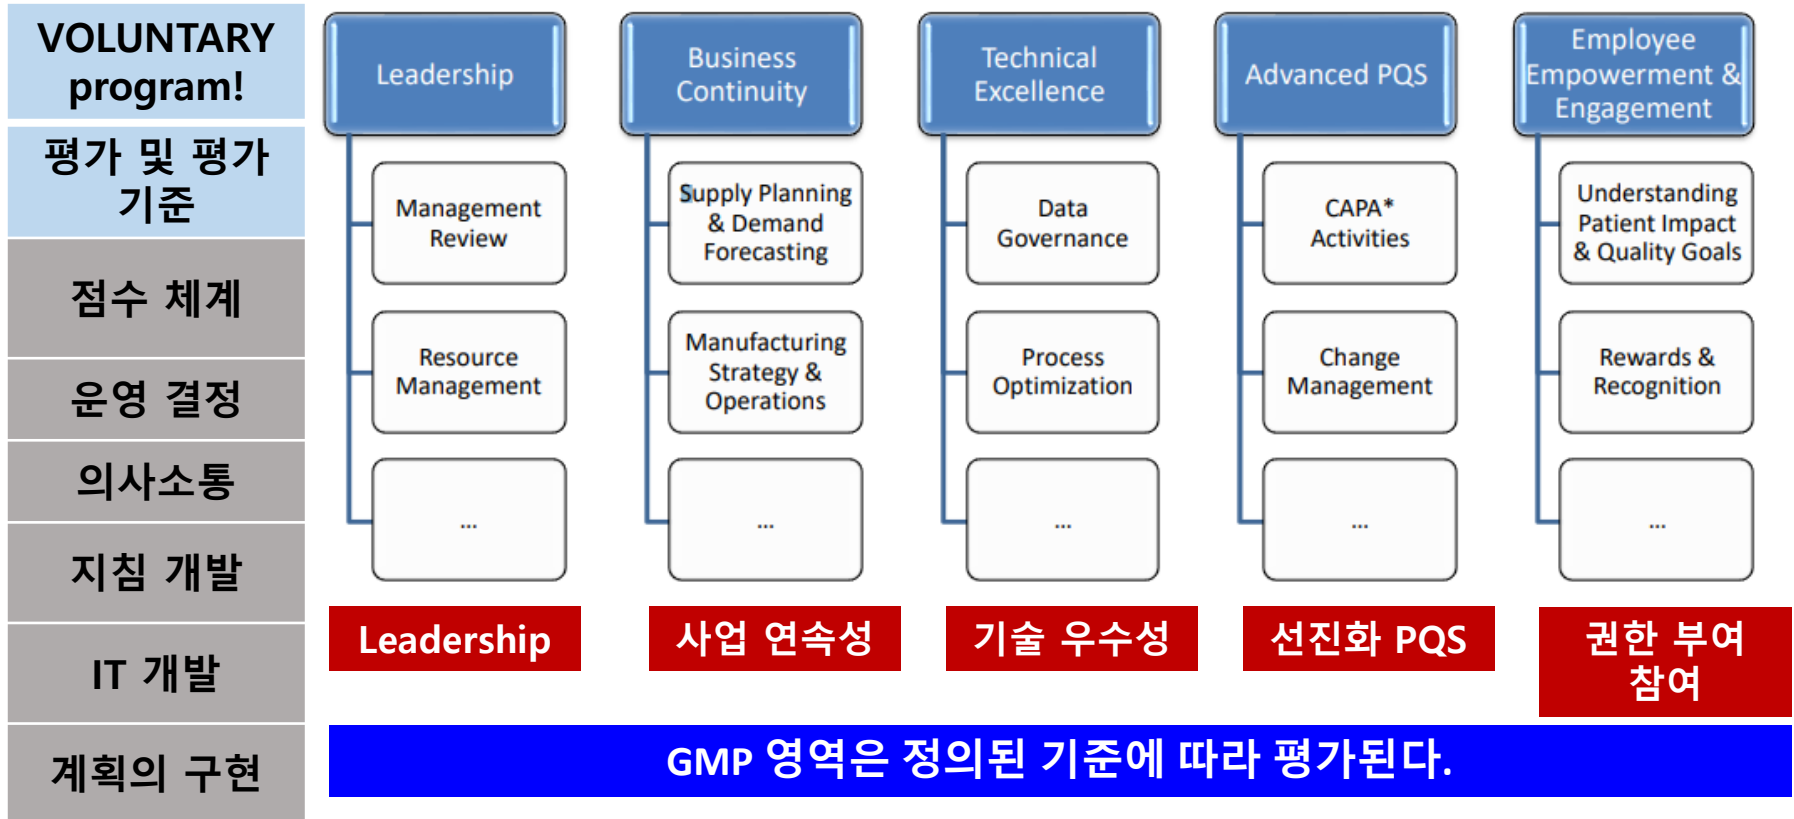 VOLUNTARY
program!
평가 및 평가
기준
점수 체계
운영 결정
의사소통
지침 개발
IT 개발
계획의 구현
Leadership
Management
Review
Resource
Management
...
Leadership
Business
Continuity
Supply Planning
& Demand
Forecasting
Manufacturing
Strategy &
Operations
...
사업 연속성
Technical
Excellence
Data
Governance
Process
Optimization
...
기술 우수성
Advanced PQS
CAPA*
Activities
Change
Management
...
선진화 PQS
Employee
Empowerment &
Engagement
Understanding
Patient Impact
& Quality Goals
Rewards &
Recognition
...
권한 부여
참여
GMP 영역은 정의된 기준에 따라 평가된다.